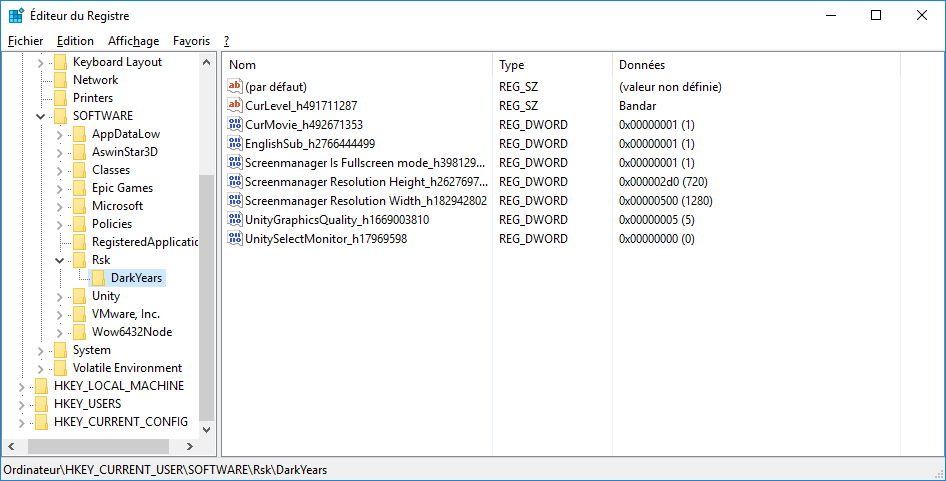 Éditeur du Registre
Fichier Edition Affichage Favoris ?
Keyboard Layout
Network
Printers
SOFTWARE
AppDataLow
AswinStar3D
Classes
Epic Games
Microsoft
Policies
RegisteredApplicatio
Rsk
DarkYears
Unity
VMware, Inc.
Wow6432Node
System
Volatile Environment
HKEY_LOCAL_MACHINE
HKEY_USERS
HKEY_CURRENT_CONFIG
Nom Type Données
(par défaut) REG_SZ (valeur non définie)
CurLevel_h491711287 REG_SZ Bandar
CurMovie_h492671353 REG_DWORD 0x00000001 (1)
EnglishSub_h2766444499 REG_DWORD 0x00000001 (1)
Screenmanager Is Fullscreen mode_h398129... REG_DWORD 0x00000001 (1)
Screenmanager Resolution Height_h2627697... REG_DWORD 0x000002d0 (720)
Screenmanager Resolution Width_h182942802 REG_DWORD 0x00000500 (1280)
UnityGraphicsQuality_h1669003810 REG_DWORD 0x00000005 (5)
UnitySelectMonitor_h17969598 REG_DWORD 0x00000000 (0)
Ordinateur\HKEY_CURRENT_USER\SOFTWARE\Rsk\DarkYears